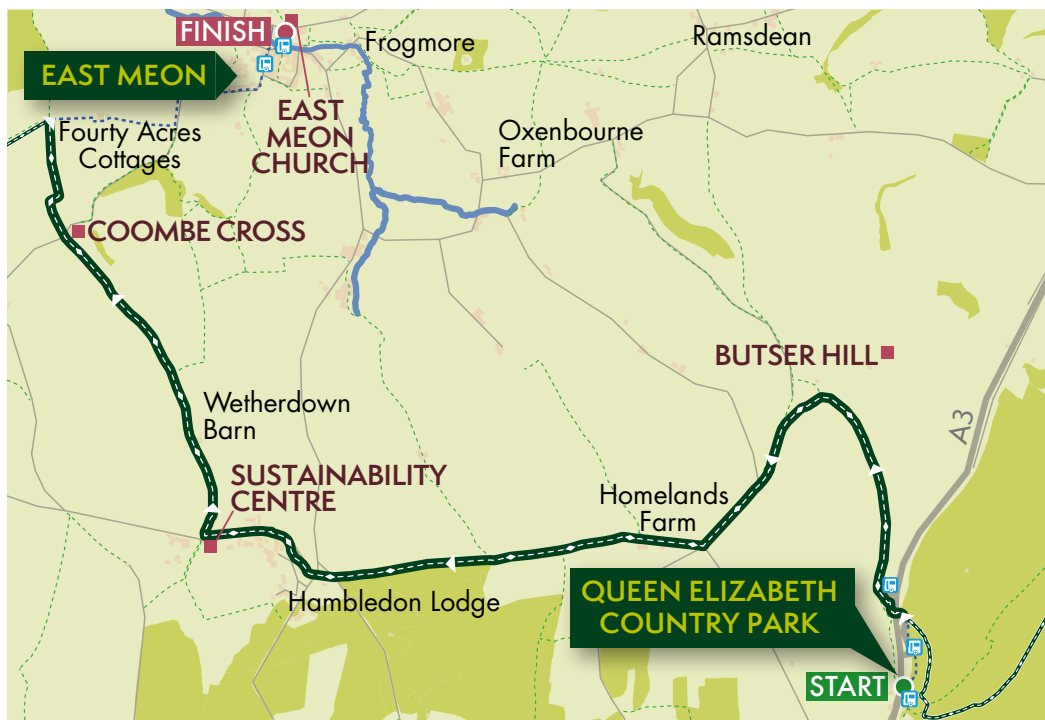 FINISH
Frogmore
Ramsdean
EAST MEON
EAST
MEON
CHURCH
Fourty Acres
Cottages
Oxenbourne
Farm
COOMBE CROSS
BUTSER HILL
A3
Wetherdown
Barn
SUSTAINABILITY
CENTRE
Homelands
Farm
Hambledon Lodge
QUEEN ELIZABETH
COUNTRY PARK
START